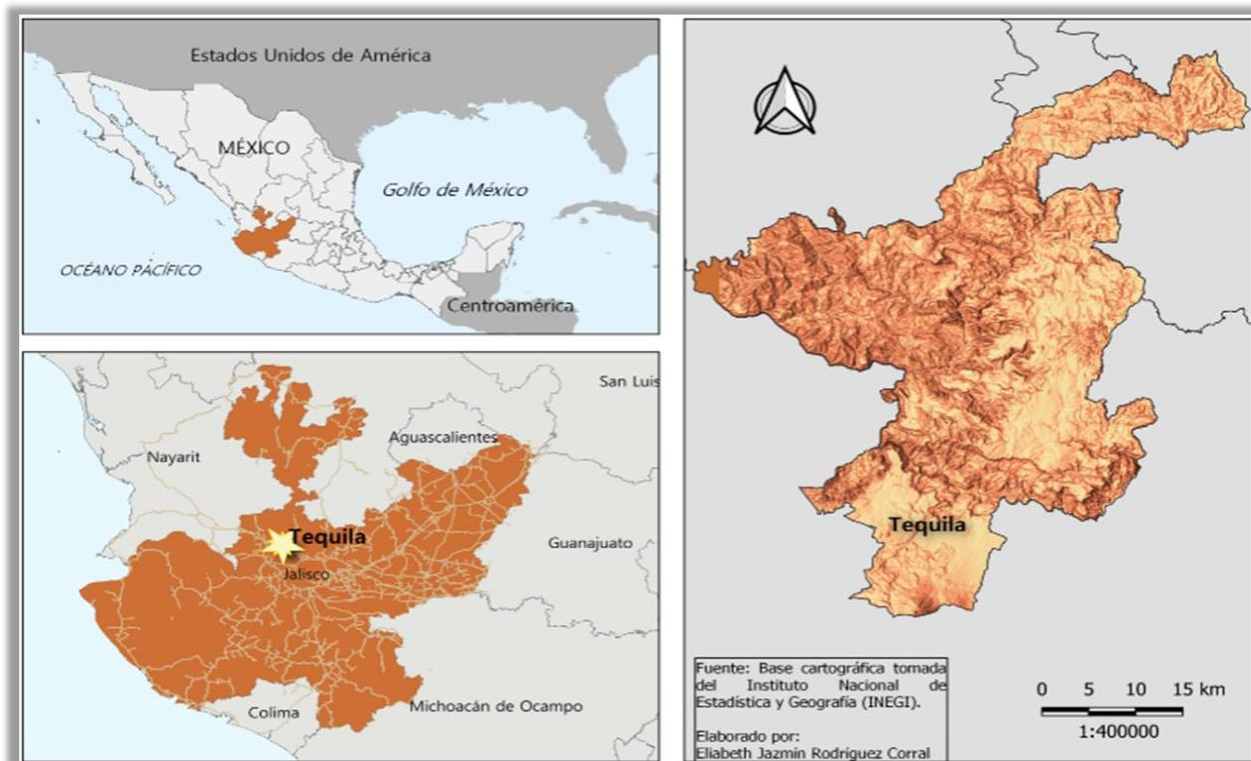 Estados Unidos de América
MÉXICO
Golfo de México
OCÉANO PACÍFICO
Centroamérica
San Luis
Aguascalientes
Nayarit
Tequila
Guanajuato
Jalisco
Michoacán de Ocampo
Colima
Tequila
Fuente: Base cartográfica tomada
del Instituto Nacional de
Estadística y Geografía (INEGI).
Elaborado por:
Eliabeth Jazmín Rodríguez Corral
0 5 10 15 km
1:400000